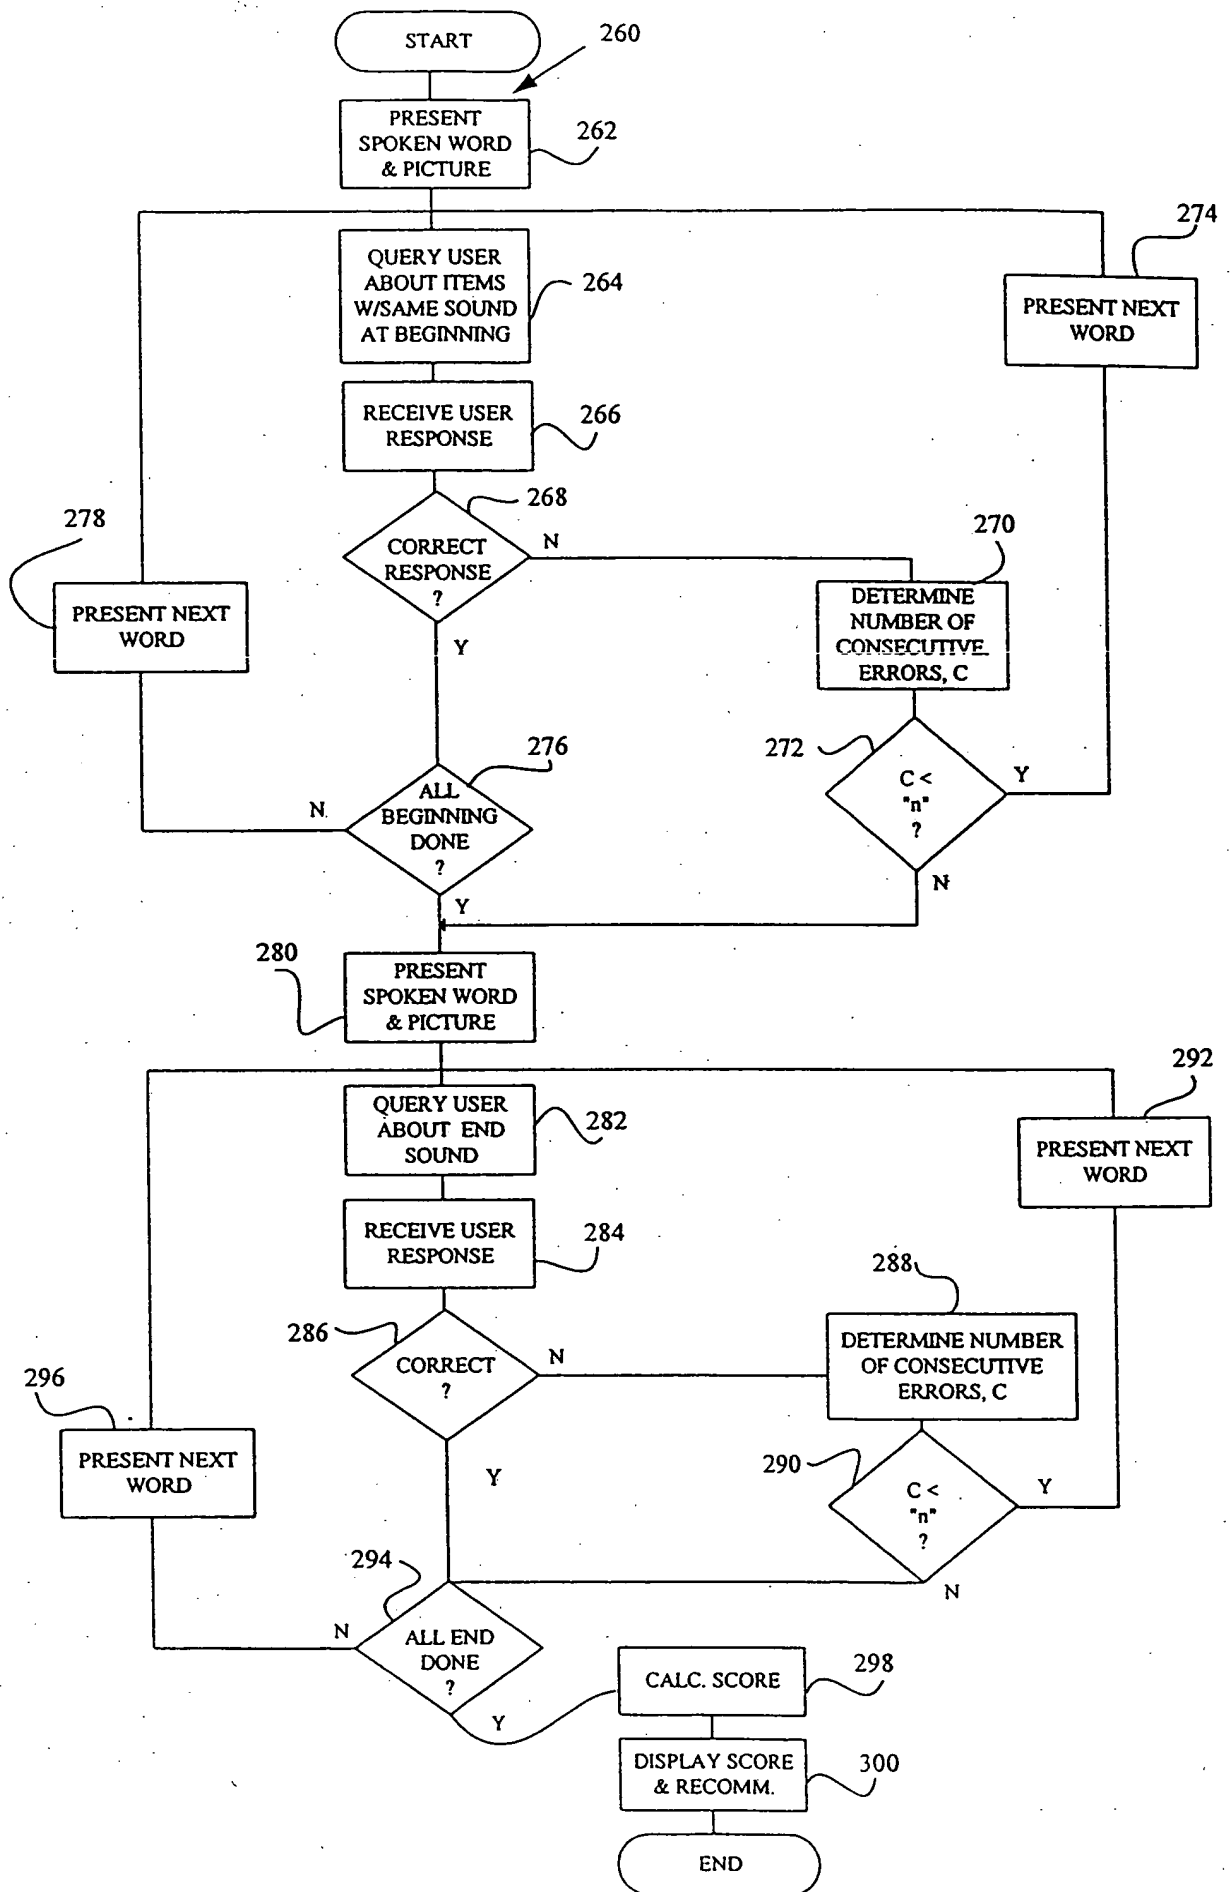 START
260
PRESENT
SPOKEN WORD
& PICTURE
262
274
QUERY USER
ABOUT ITEMS
W/SAME SOUND
AT BEGINNING
264
PRESENT NEXT
WORD
RECEIVE USER
RESPONSE
266
268
CORRECT
RESPONSE
?
N
Y
278
PRESENT NEXT
WORD
270
DETERMINE
NUMBER OF
CONSECUTIVE
ERRORS, C
272
C <
"n"
?
Y
N
276
ALL
BEGINNING
DONE
?
N
Y
280
PRESENT
SPOKEN WORD
& PICTURE
292
QUERY USER
ABOUT END
SOUND
282
PRESENT NEXT
WORD
RECEIVE USER
RESPONSE
284
286
CORRECT
?
N
Y
288
DETERMINE NUMBER
OF CONSECUTIVE
ERRORS, C
296
PRESENT NEXT
WORD
290
C <
"n"
?
Y
N
294
ALL END
DONE
?
N
Y
CALC. SCORE
298
DISPLAY SCORE
& RECOMM.
300
END